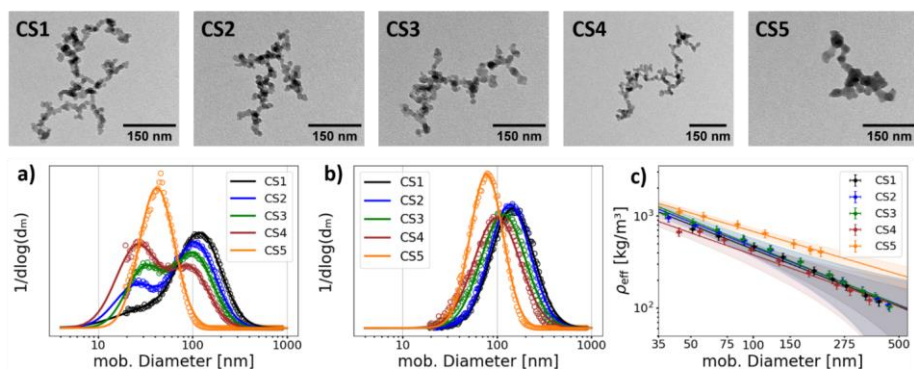 CS1
150 nm
CS2
150 nm
CS3
150 nm
CS4
150 nm
CS5
150 nm
a)
1/dlog(dₘ)
CS1
CS2
CS3
CS4
CS5
10
100
1000
mob. Diameter [nm]
b)
1/dlog(dₘ)
CS1
CS2
CS3
CS4
CS5
10
100
1000
mob. Diameter [nm]
c)
ρeff [kg/m³]
10³
10²
CS1
CS2
CS3
CS4
CS5
35
50
75
100
150
275
500
mob. Diameter [nm]